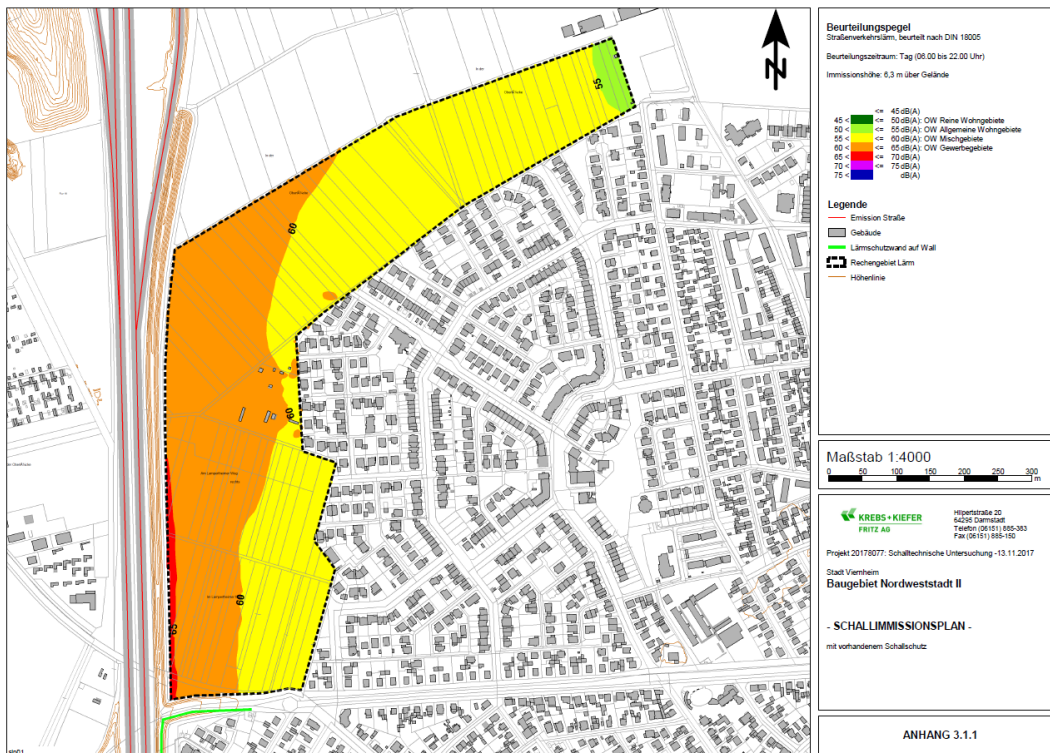 Beurteilungspegel
Straßenverkehrslärm, beurteilt nach DIN 18005
Beurteilungszeitraum: Tag (06.00 bis 22.00 Uhr)
Immissionshöhe: 6,3 m über Gelände
<= 45 dB(A)
45 < <= 50 dB(A): OW Reine Wohngebiete
50 < <= 55 dB(A): OW Allgemeine Wohngebiete
55 < <= 60 dB(A): OW Mischgebiete
60 < <= 65 dB(A): OW Gewerbegebiete
65 < <= 70 dB(A)
70 < <= 75 dB(A)
75 < dB(A)
Legende
Emission Straße
Gebäude
Lärmschutzwand auf Wall
Rechengebiet Lärm
Höhenlinie
Maßstab 1:4000
0 50 100 150 200 250 300
m
KREBS+KIEFER
FRITZ AG
Hilpertstraße 20
64295 Darmstadt
Telefon (06151) 885-383
Fax (06151) 885-150
Projekt 20178077: Schalltechnische Untersuchung -13.11.2017
Stadt Viernheim
Baugebiet Nordweststadt II
- SCHALLIMMISSIONSPLAN -
mit vorhandenem Schallschutz
ANHANG 3.1.1
N
55
60
60
60
65